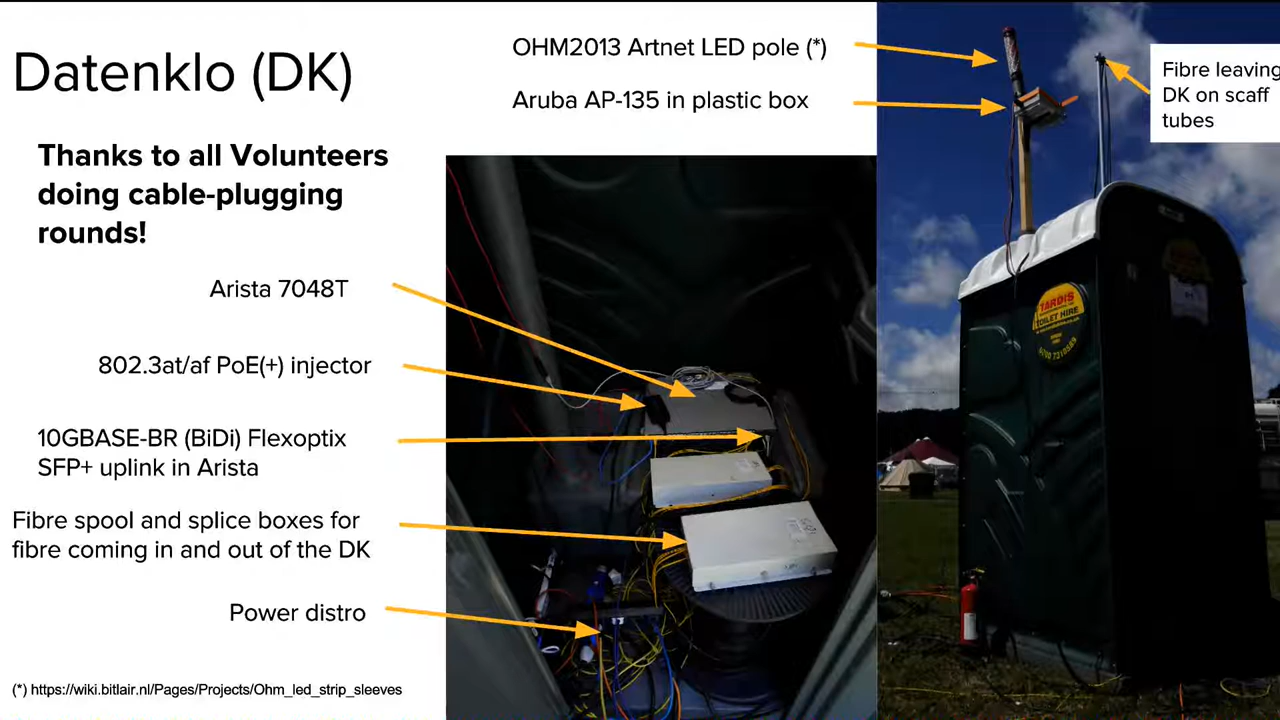 Datenklo (DK)
Thanks to all Volunteers
doing cable-plugging
rounds!
OHM2013 Artnet LED pole (*)
Aruba AP-135 in plastic box
Fibre leaving
DK on scaff
tubes
Arista 7048T
802.3at/af PoE(+) injector
10GBASE-BR (BiDi) Flexoptix
SFP+ uplink in Arista
Fibre spool and splice boxes for
fibre coming in and out of the DK
Power distro
(*) https://wiki.bitlair.nl/Pages/Projects/Ohm_led_strip_sleeves
TARDIS
TOILET HIRE